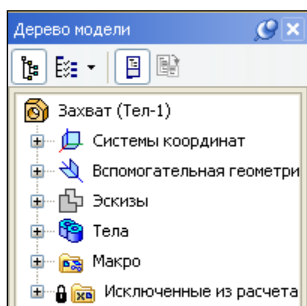 Дерево модели
Захват (Тел-1)
Системы координат
Вспомогательная геометри
Эскизы
Тела
Макро
Исключенные из расчета